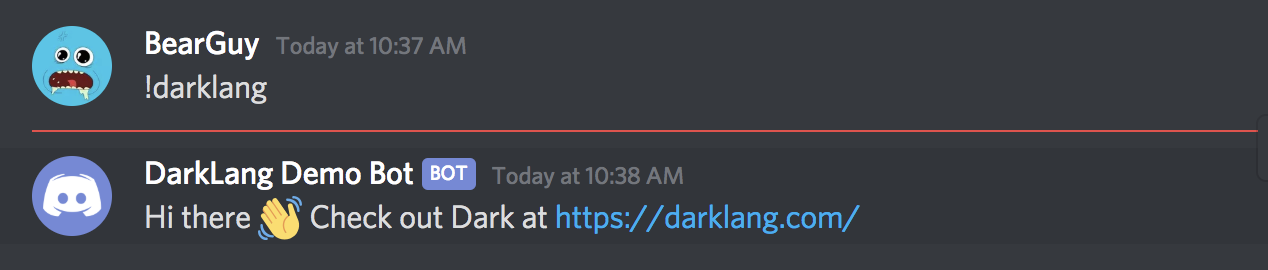 BearGuy Today at 10:37 AM
!darklang
DarkLang Demo Bot BOT Today at 10:38 AM
Hi there 👋 Check out Dark at https://darklang.com/